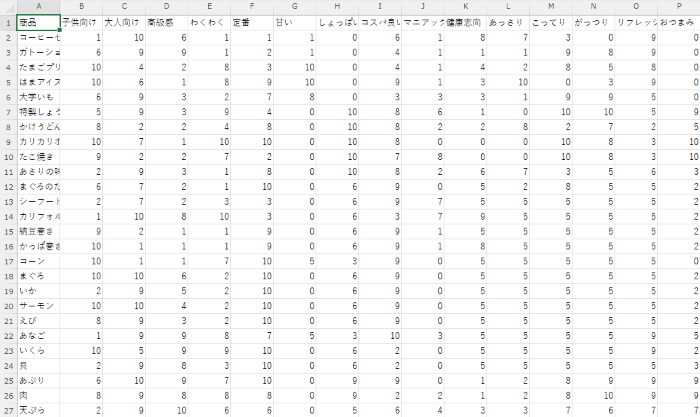 A B C D E F G H I J K L M N O P
1 商品 子供向け 大人向け 高級感 わくわく 定番 甘い しょっぱい コスパ良い マニアック 健康志向 あっさり こってり がっつり リフレッシ おつまみ
2 コーヒーセ 1 10 6 1 1 1 0 6 1 8 7 3 0 9 0
3 ガトーショ 6 9 9 1 2 1 0 4 1 1 1 9 8 9 0
4 たまごプリ 10 4 2 8 3 10 0 4 1 4 2 8 5 8 0
5 はまアイス 10 6 1 8 9 10 0 9 1 3 10 0 3 9 0
6 大学いも 6 9 3 2 7 8 0 3 3 3 1 9 9 5 0
7 特製しょう 5 9 3 9 4 0 10 8 6 1 0 10 10 5 9
8 かけうどん 8 2 2 4 8 0 10 8 2 2 8 2 7 2 5
9 カリカリポ 10 7 1 10 10 0 10 8 0 0 0 10 8 3 10
10 たこ焼き 9 2 2 7 2 0 10 7 8 0 0 10 8 3 10
11 あさりの味 2 9 3 1 8 0 10 8 2 6 7 3 5 6 3
12 まぐろのた 6 7 2 1 10 0 6 9 0 5 2 8 5 5 2
13 シーフード 2 7 2 3 3 0 6 9 7 5 5 5 5 5 2
14 カリフォル 1 10 8 10 3 0 6 3 7 9 5 5 5 5 2
15 納豆巻き 9 2 1 1 9 0 6 9 1 5 5 5 5 5 2
16 かっぱ巻き 10 1 1 1 9 0 6 9 1 8 5 5 5 5 2
17 コーン 10 1 1 7 10 5 3 9 0 5 5 5 5 5 0
18 まぐろ 10 10 6 2 10 0 6 9 0 5 5 5 5 5 2
19 いか 2 9 5 2 10 0 6 9 0 5 5 5 5 5 2
20 サーモン 10 10 4 2 10 0 6 9 0 5 5 5 5 5 2
21 えび 8 9 3 2 10 0 6 9 0 5 5 5 5 5 2
22 あなご 1 9 9 8 7 5 3 10 3 5 5 5 5 9 5
23 いくら 10 5 9 9 10 0 6 2 0 5 5 5 5 9 2
24 貝 2 9 8 3 10 0 6 2 0 5 5 5 5 5 3
25 あぶり 6 10 9 7 10 0 9 9 0 1 2 8 9 9 9
26 肉 8 9 8 8 8 0 9 2 2 1 2 8 10 9 9
27 天ぷら 2 9 10 6 6 0 5 6 4 3 3 7 6 7 7